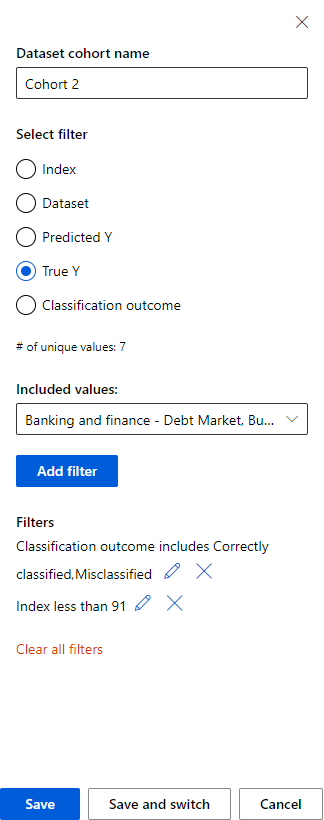 Dataset cohort name
Cohort 2
Select filter
Index
Dataset
Predicted Y
True Y
Classification outcome
# of unique values: 7
Included values:
Banking and finance - Debt Market, Bu...
Add filter
Filters
Classification outcome includes Correctly
classified,Misclassified
Index less than 91
Clear all filters
Save
Save and switch
Cancel